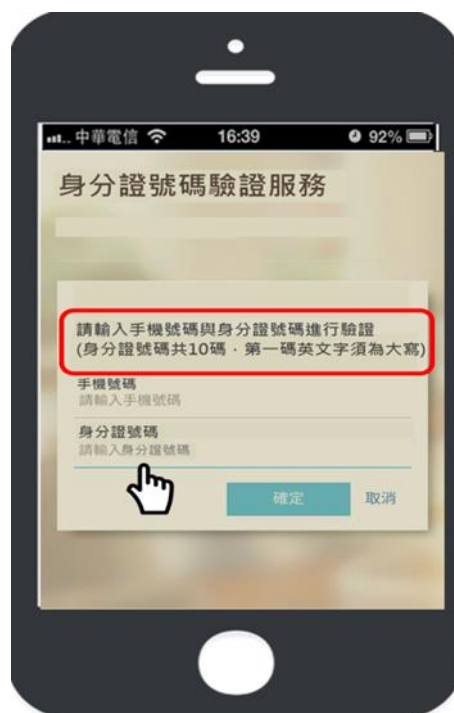 中華電信 16:39 92%
身分證號碼驗證服務
請輸入手機號碼與身分證號碼進行驗證
(身分證號碼共10碼．第一碼英文字須為大寫)
手機號碼
請輸入手機號碼
身分證號碼
請輸入身分證號碼
確定 取消